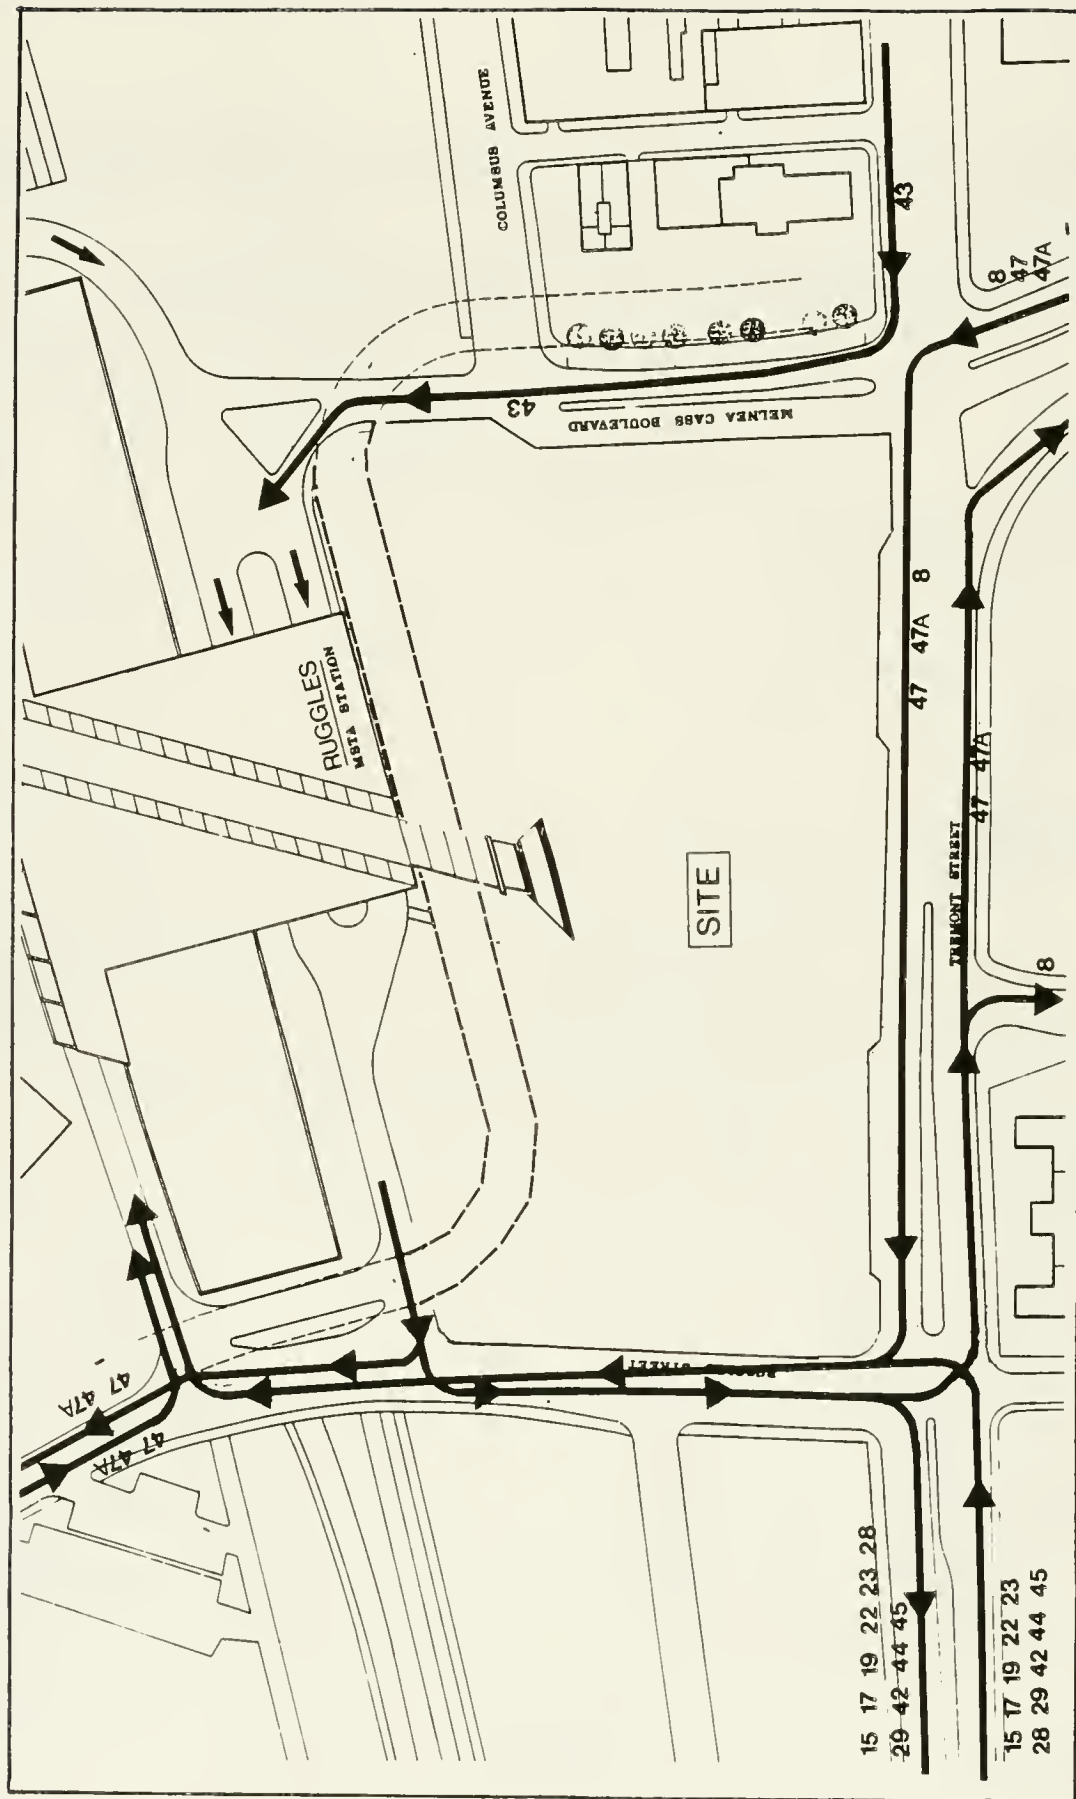 COLUMBUS AVENUE
43
8
47
47A
43
MELNEA CASS BOULEVARD
RUGGLES
MBTA STATION
47 47A 8
47 47A
TREMONT STREET
SITE
8
STREET
47 47A
47 47A
15 17 19 22 23 28
29 42 44 45
15 17 19 22 23
28 29 42 44 45